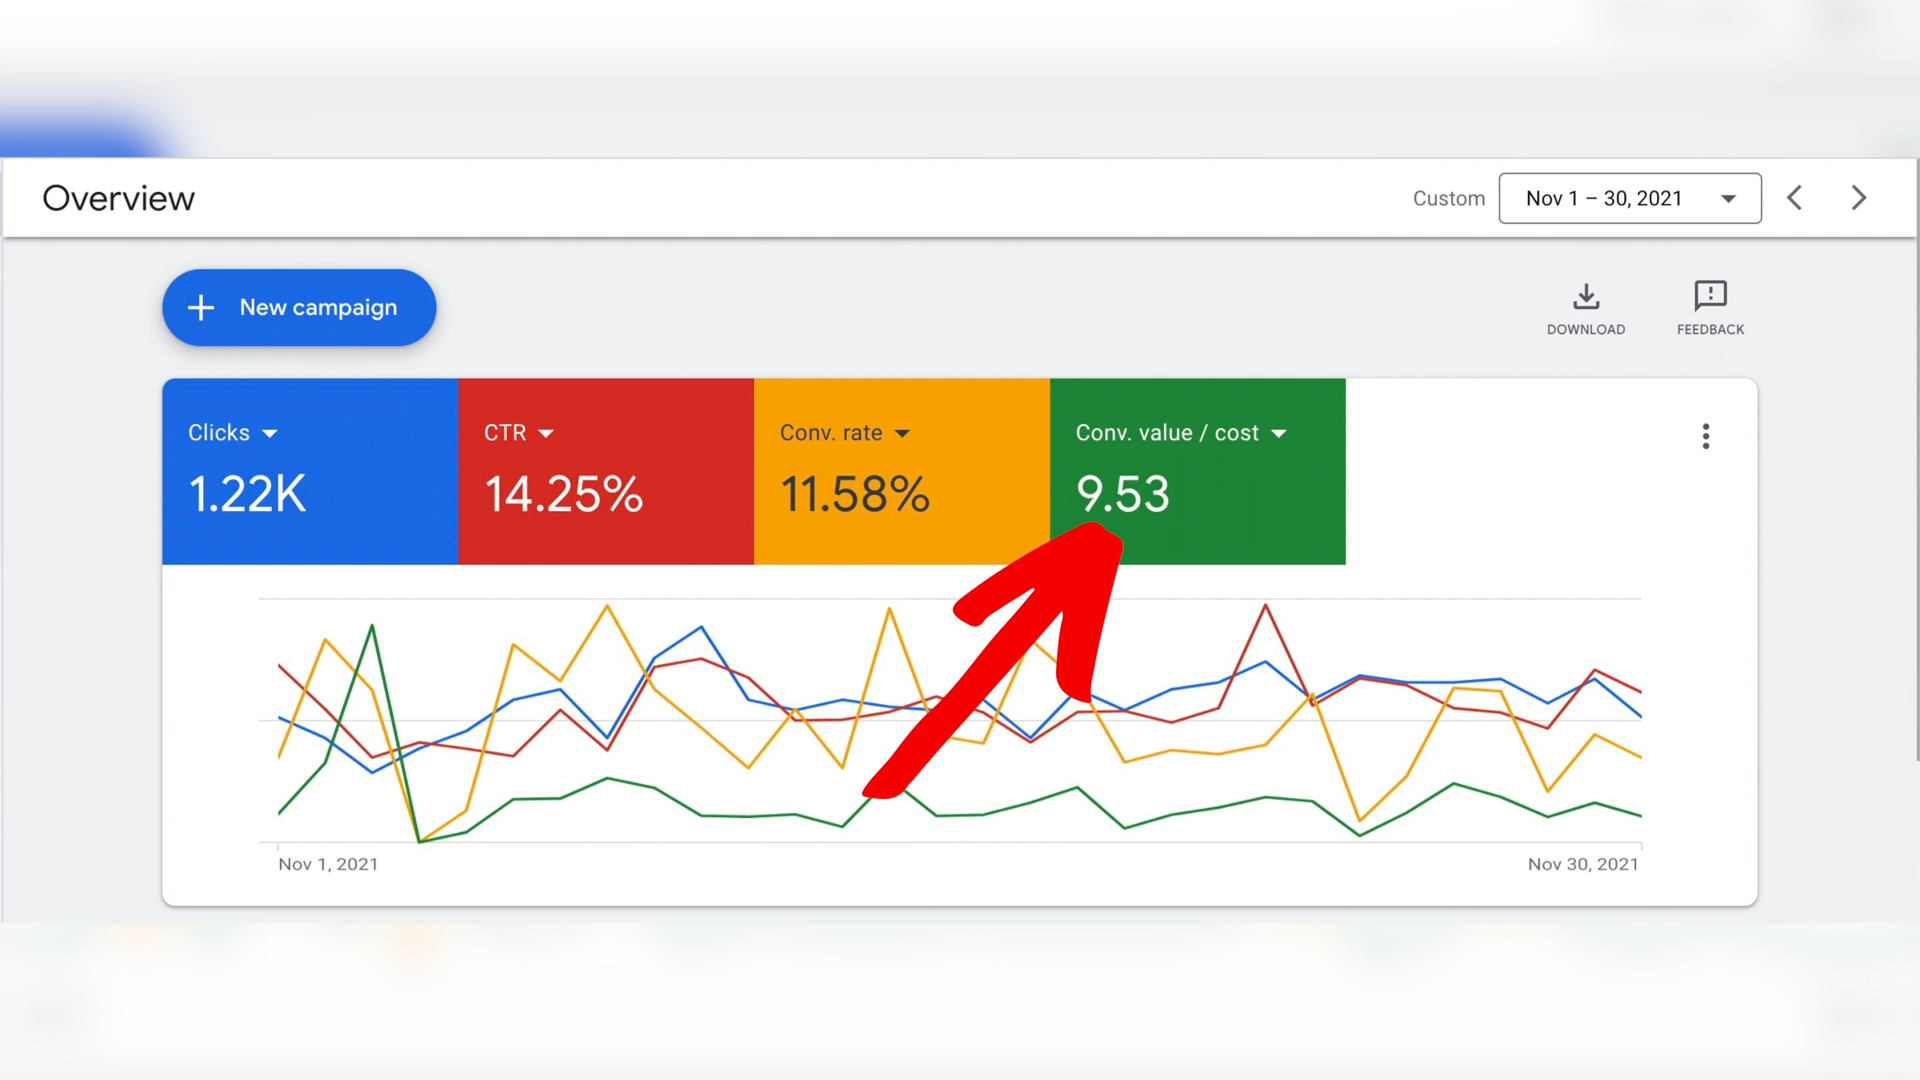 Overview
Custom
Nov 1 – 30, 2021
New campaign
DOWNLOAD
FEEDBACK
Clicks
1.22K
CTR
14.25%
Conv. rate
11.58%
Conv. value / cost
9.53
Nov 1, 2021
Nov 30, 2021